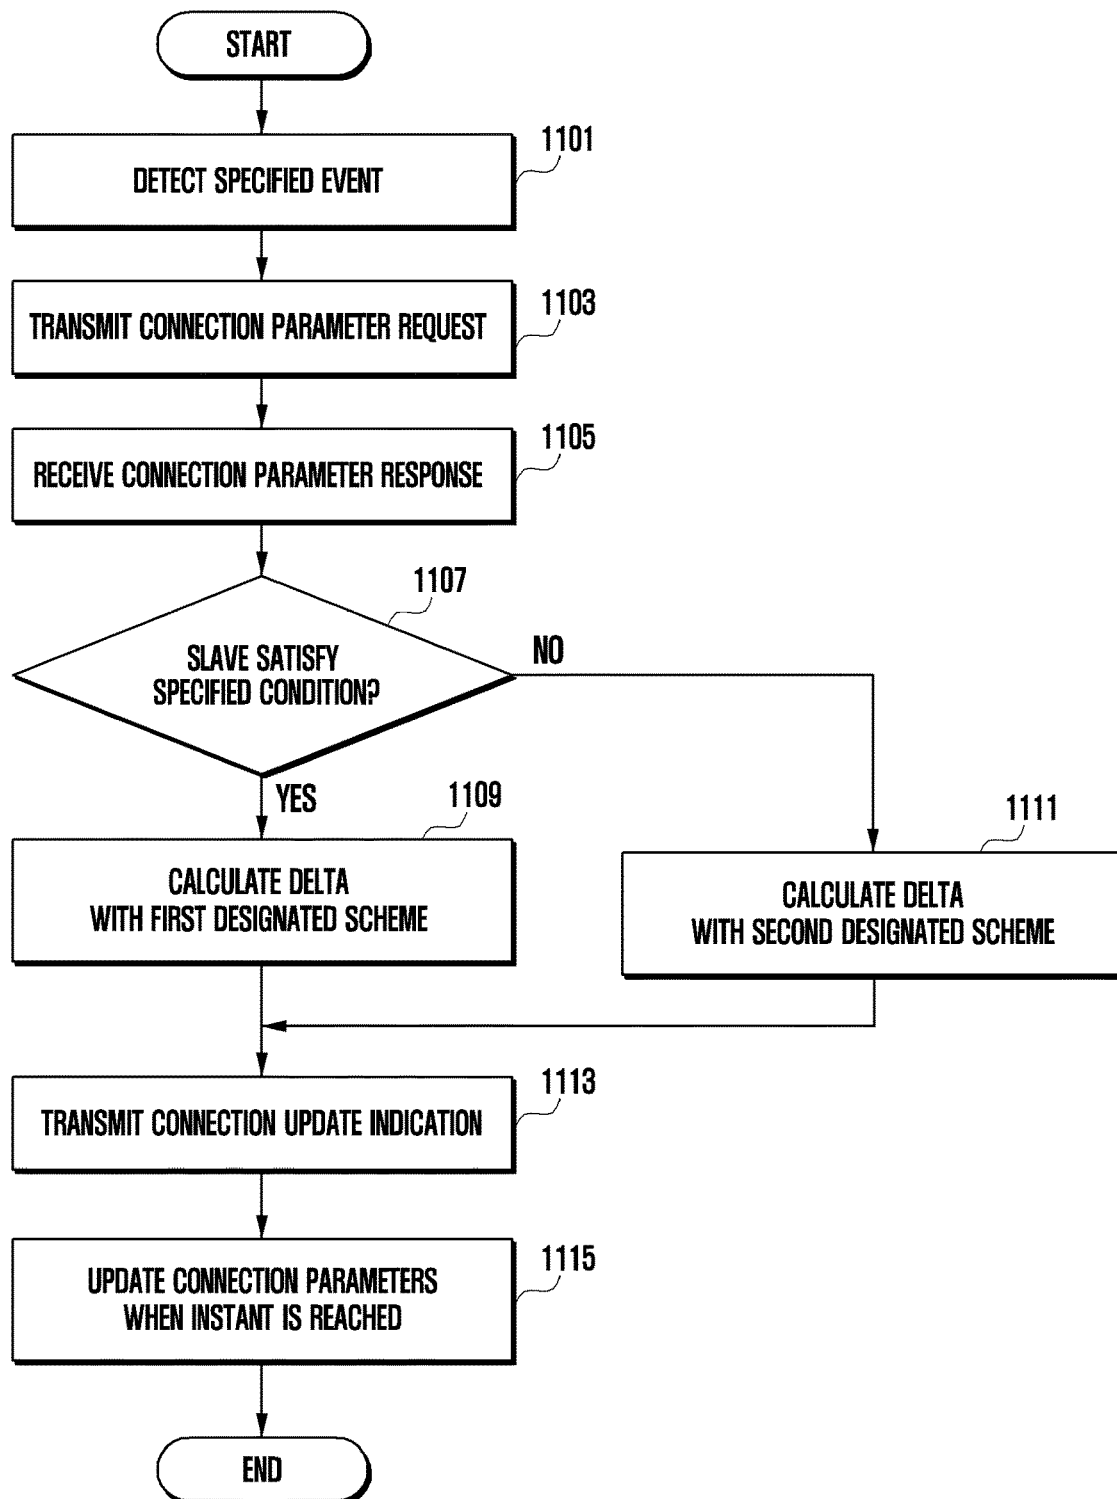 START
1101
DETECT SPECIFIED EVENT
1103
TRANSMIT CONNECTION PARAMETER REQUEST
1105
RECEIVE CONNECTION PARAMETER RESPONSE
1107
SLAVE SATISFY
SPECIFIED CONDITION?
NO
YES
1109
CALCULATE DELTA
WITH FIRST DESIGNATED SCHEME
1111
CALCULATE DELTA
WITH SECOND DESIGNATED SCHEME
1113
TRANSMIT CONNECTION UPDATE INDICATION
1115
UPDATE CONNECTION PARAMETERS
WHEN INSTANT IS REACHED
END